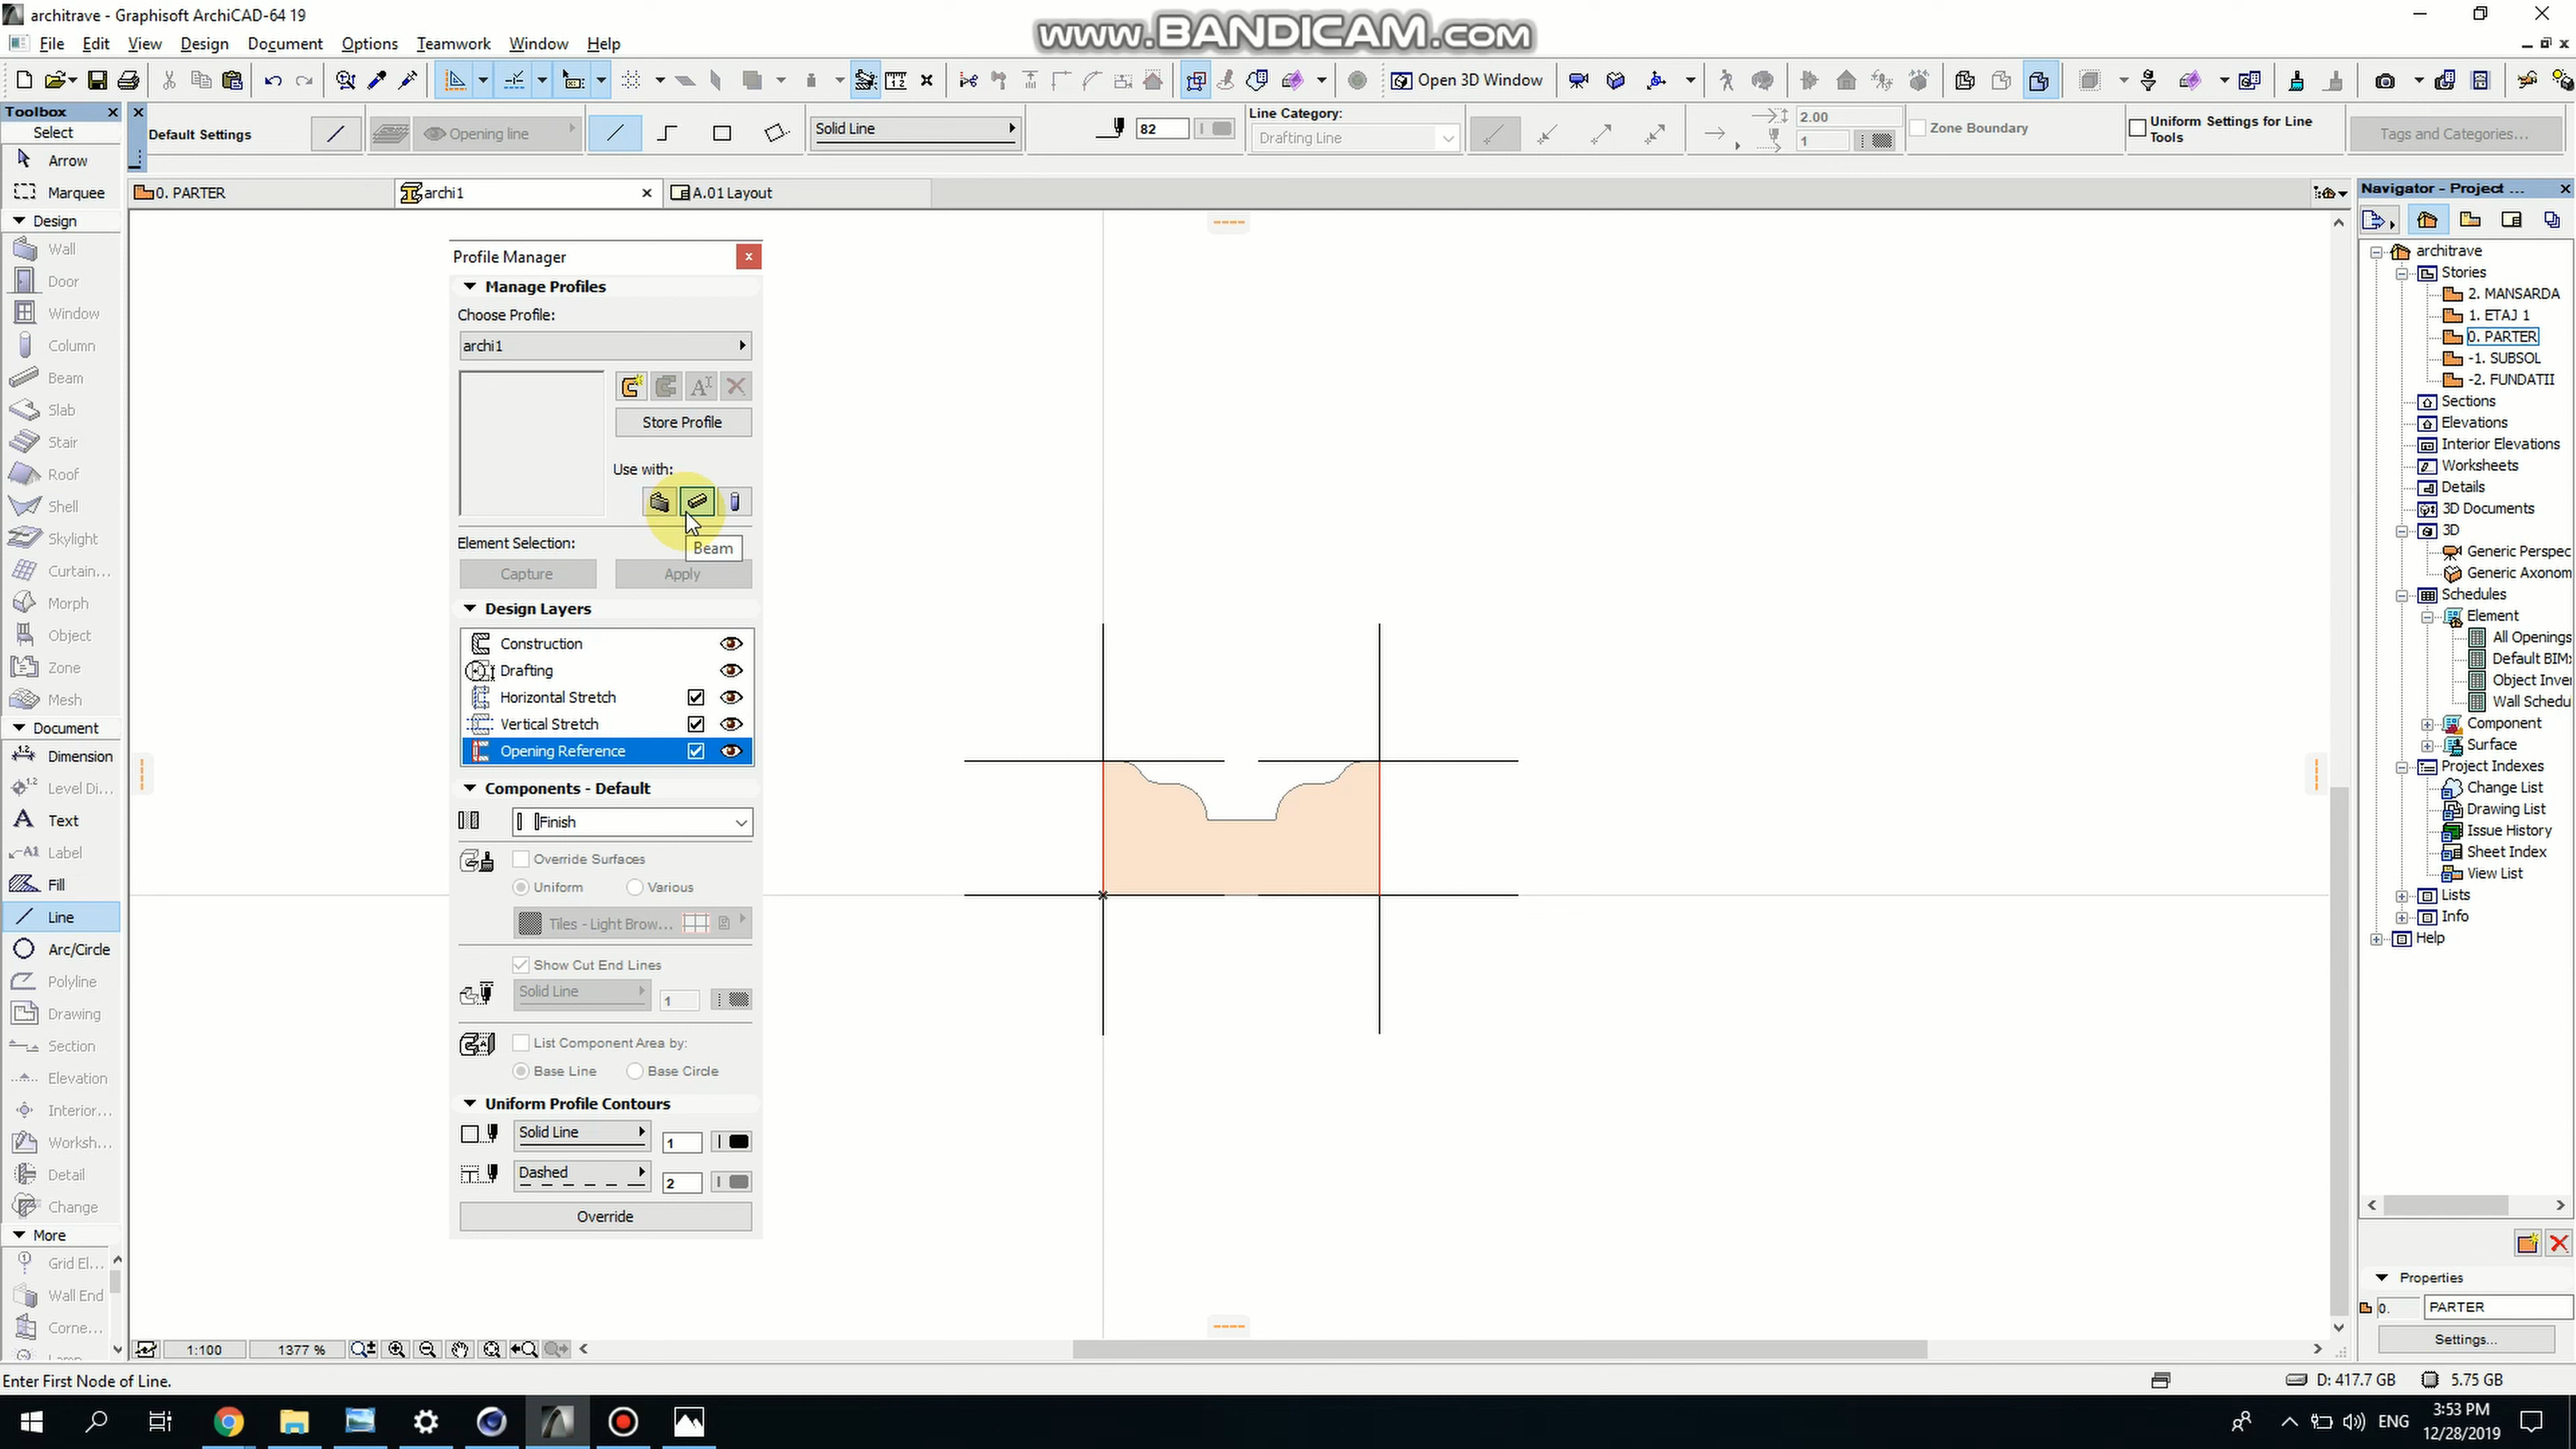 architrave - Graphisoft ArchiCAD-64 19
www.BANDICAM.com
File Edit View Design Document Options Teamwork Window Help
Open 3D Window
Toolbox
Select
Arrow
Marquee
Design
Wall
Door
Window
Column
Beam
Slab
Stair
Roof
Shell
Skylight
Curtain...
Morph
Object
Zone
Mesh
Document
Dimension
Level Di...
Text
Label
Fill
Line
Arc/Circle
Polyline
Drawing
Section
Elevation
Interior...
Worksh...
Detail
Change
More
Grid El...
Wall End
Corne...
Default Settings
Opening line
Solid Line
82
Line Category:
Drafting Line
2.00
1
Zone Boundary
Uniform Settings for Line Tools
Tags and Categories...
0. PARTER
archi1
A.01 Layout
Profile Manager
Manage Profiles
Choose Profile:
archi1
Store Profile
Use with:
Beam
Element Selection:
Capture
Apply
Design Layers
Construction
Drafting
Horizontal Stretch
Vertical Stretch
Opening Reference
Components - Default
Finish
Override Surfaces
Uniform
Various
Tiles - Light Brow...
Show Cut End Lines
Solid Line
1
List Component Area by:
Base Line
Base Circle
Uniform Profile Contours
Solid Line
1
Dashed
2
Override
Navigator - Project ...
architrave
Stories
2. MANSARDA
1. ETAJ 1
0. PARTER
-1. SUBSOL
-2. FUNDATII
Sections
Elevations
Interior Elevations
Worksheets
Details
3D Documents
3D
Generic Perspec
Generic Axonom
Schedules
Element
All Openings
Default BIM
Object Inve
Wall Schedu
Component
Surface
Project Indexes
Change List
Drawing List
Issue History
Sheet Index
View List
Lists
Info
Help
Properties
0.
PARTER
Settings...
1:100
1377 %
Enter First Node of Line.
D: 417.7 GB
5.75 GB
ENG
3:53 PM
12/28/2019